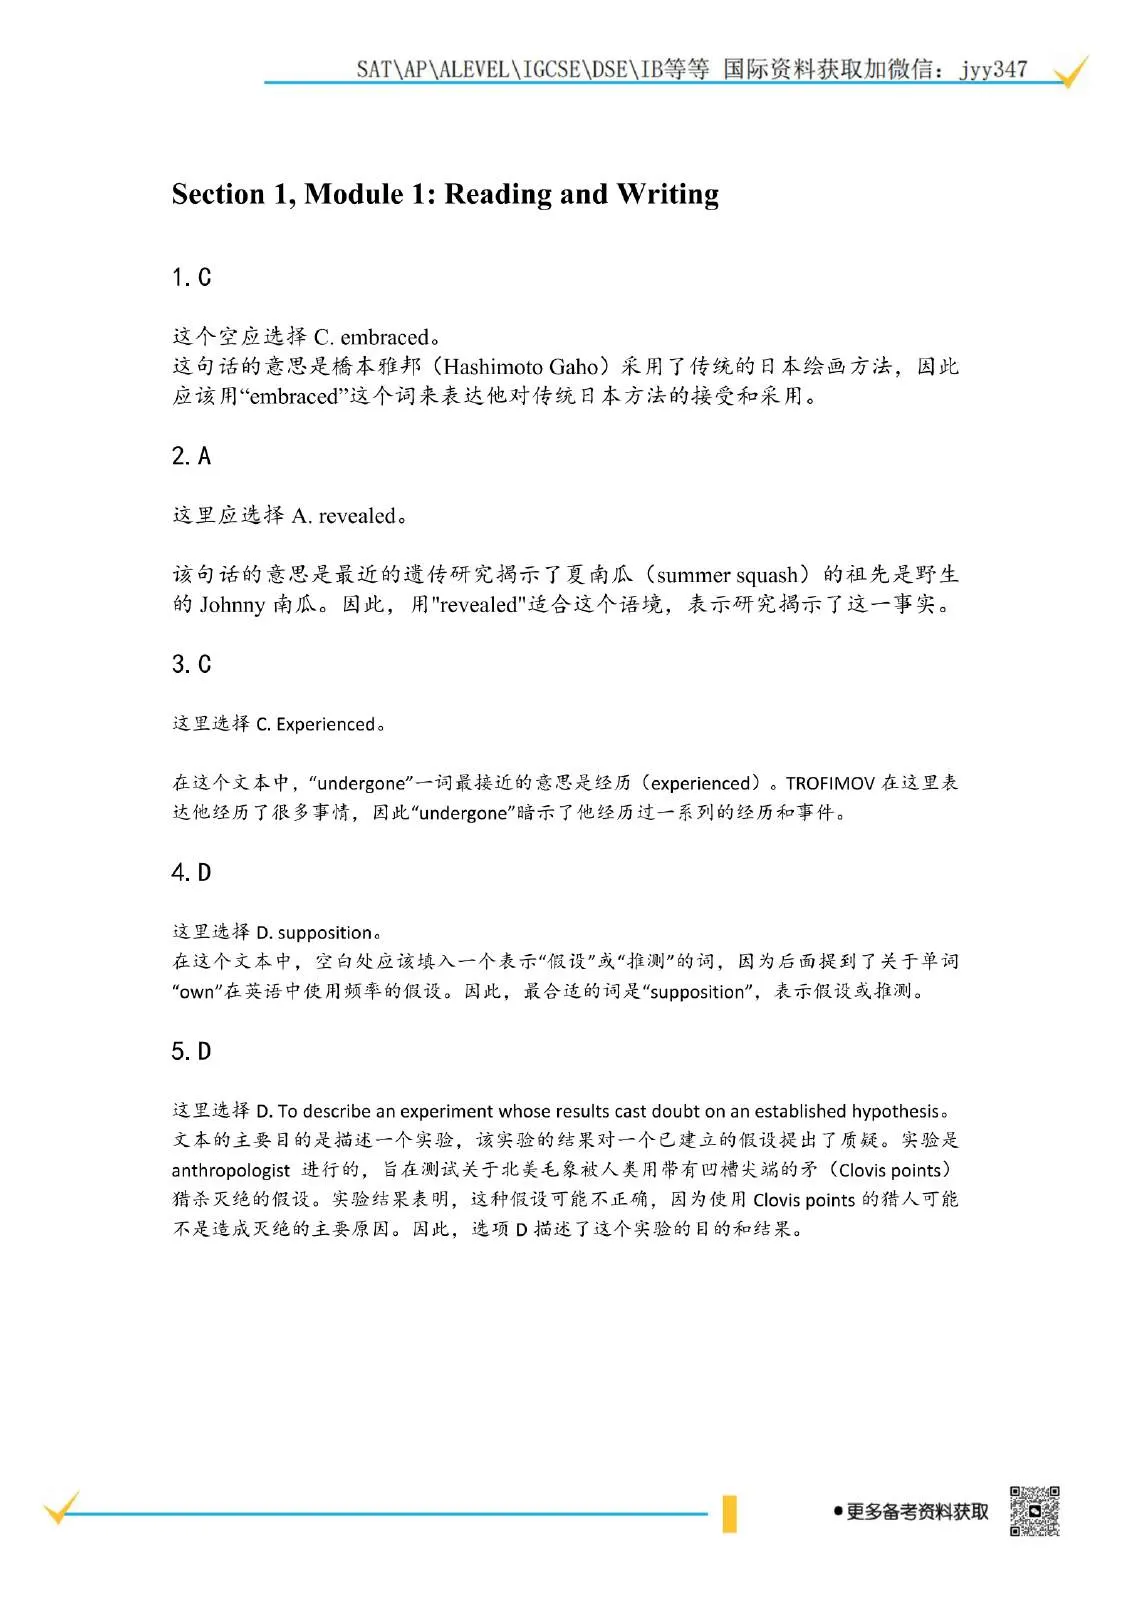 SAT\AP\ALEVEL\IGCSE\DSE\IB等等 国际资料获取加微信：jyy347
Section 1, Module 1: Reading and Writing
1. C
这个空应选择 C. embraced。
这句话的意思是橋本雅邦（Hashimoto Gaho）采用了传统的日本绘画方法，因此
应该用“embraced”这个词来表达他对传统日本方法的接受和采用。
2. A
这里应选择 A. revealed。
该句话的意思是最近的遗传研究揭示了夏南瓜（summer squash）的祖先是野生
的 Johnny 南瓜。因此，用"revealed"适合这个语境，表示研究揭示了这一事实。
3. C
这里选择 C. Experienced。
在这个文本中，“undergone”一词最接近的意思是经历（experienced）。TROFIMOV 在这里表
达他经历了很多事情，因此“undergone”暗示了他经历过一系列的经历和事件。
4. D
这里选择 D. supposition。
在这个文本中，空白处应该填入一个表示“假设”或“推测”的词，因为后面提到了关于单词
“own”在英语中使用频率的假设。因此，最合适的词是“supposition”，表示假设或推测。
5. D
这里选择 D. To describe an experiment whose results cast doubt on an established hypothesis。
文本的主要目的是描述一个实验，该实验的结果对一个已建立的假设提出了质疑。实验是
anthropologist 进行的，旨在测试关于北美毛象被人类用带有凹槽尖端的矛（Clovis points）
猎杀灭绝的假设。实验结果表明，这种假设可能不正确，因为使用 Clovis points 的猎人可能
不是造成灭绝的主要原因。因此，选项 D 描述了这个实验的目的和结果。
•更多备考资料获取